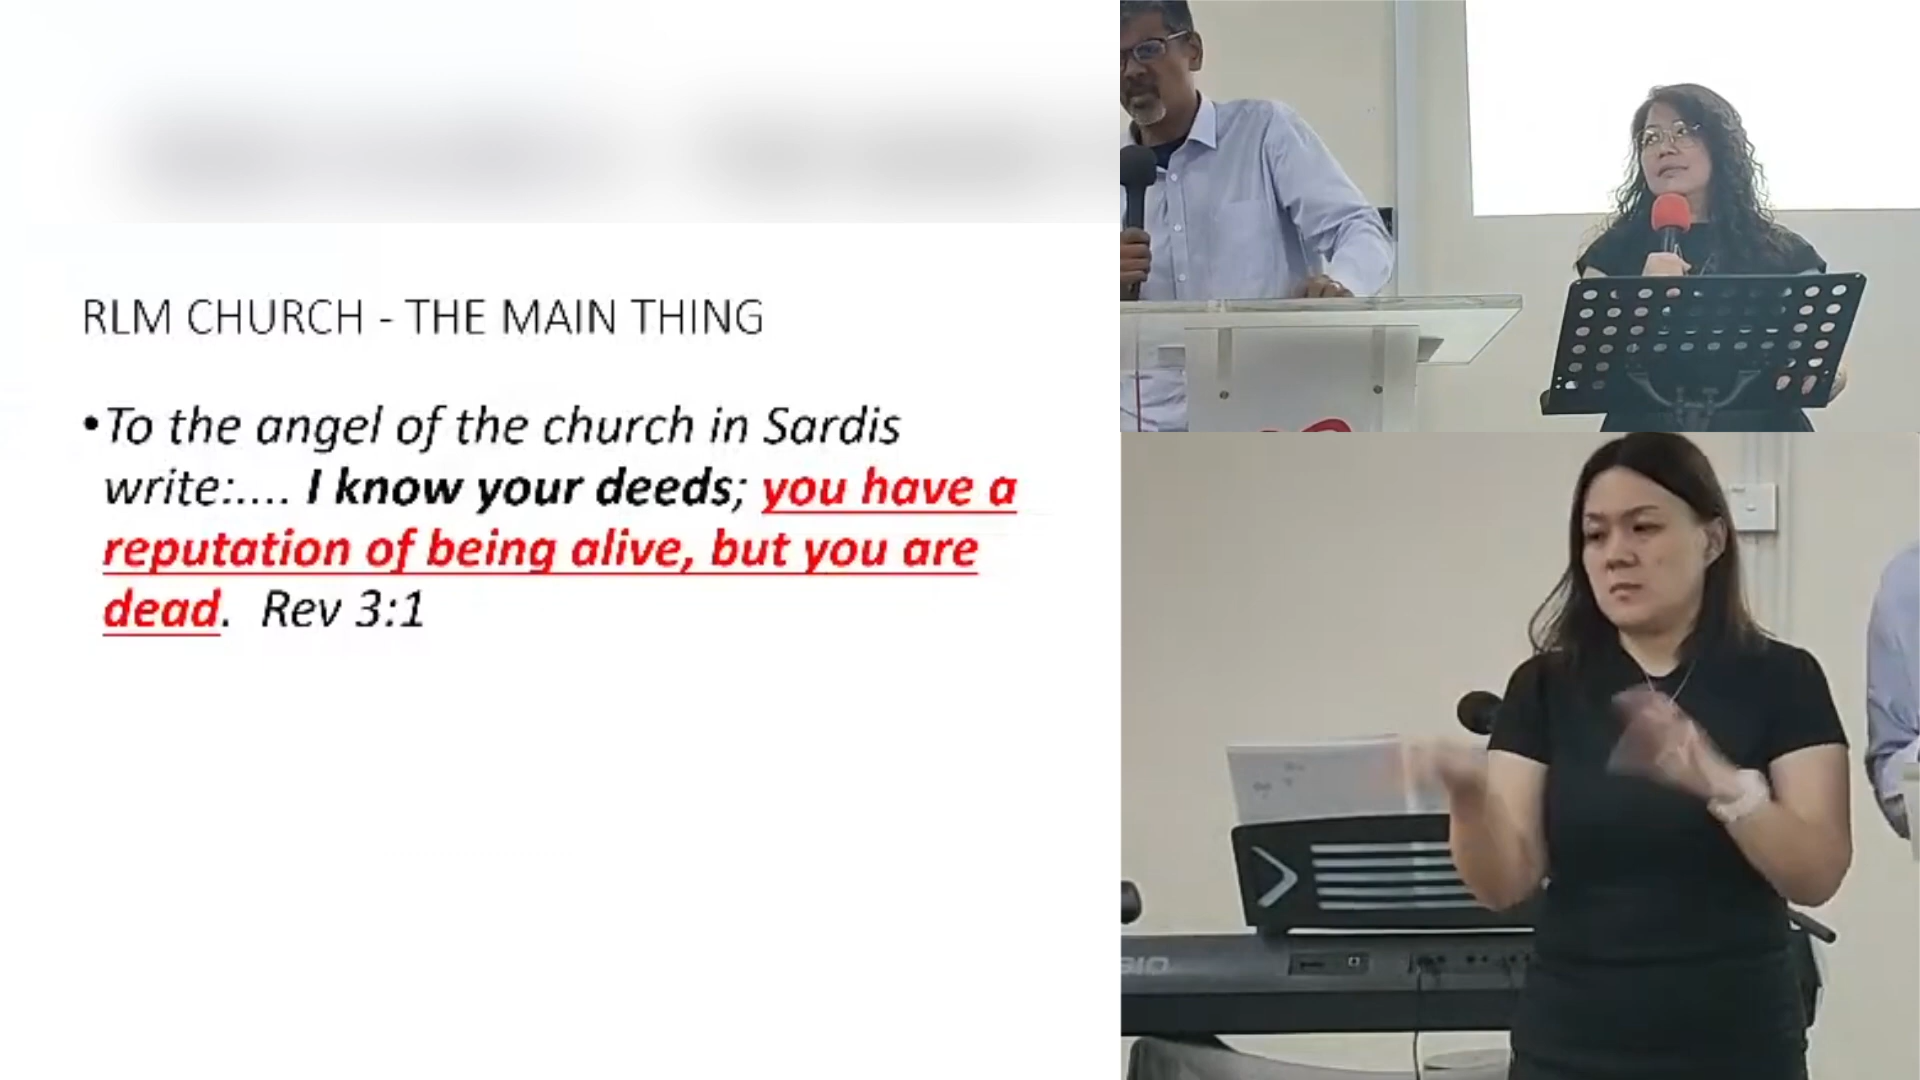 RLM CHURCH - THE MAIN THING
•To the angel of the church in Sardis
write:.... I know your deeds; you have a
reputation of being alive, but you are
dead. Rev 3:1